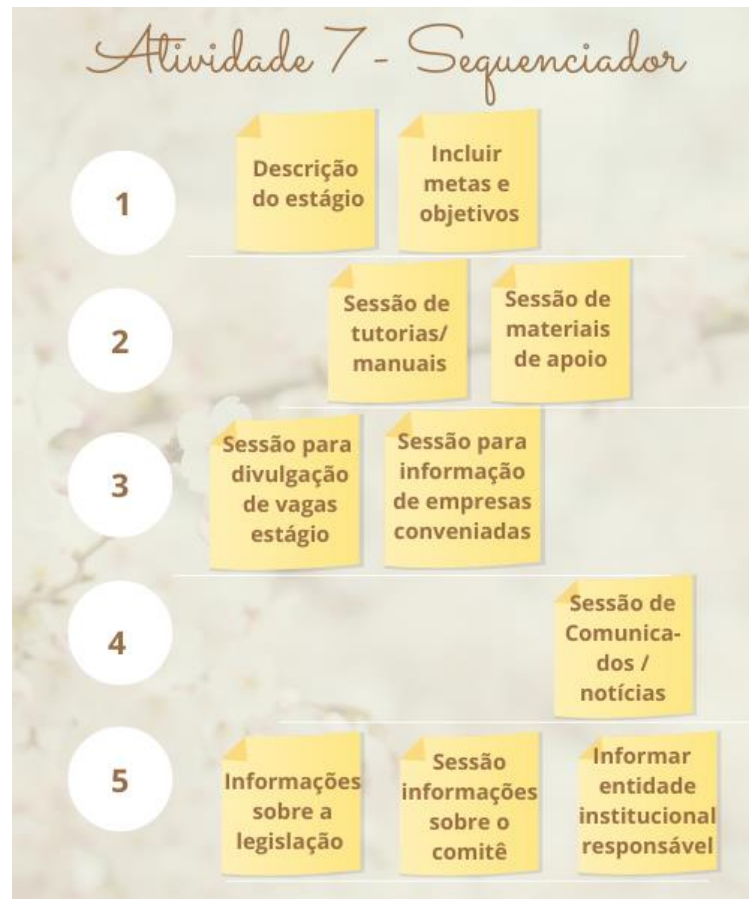 Atividade 7 - Sequenciador
1
Descrição
do estágio
Incluir
metas e
objetivos
2
Sessão de
tutorias/
manuais
Sessão de
materiais
de apoio
3
Sessão para
divulgação
de vagas
estágio
Sessão para
informação
de empresas
conveniadas
4
Sessão de
Comunica-
dos /
notícias
5
Informações
sobre a
legislação
Sessão
informações
sobre o
comitê
Informar
entidade
institucional
responsável